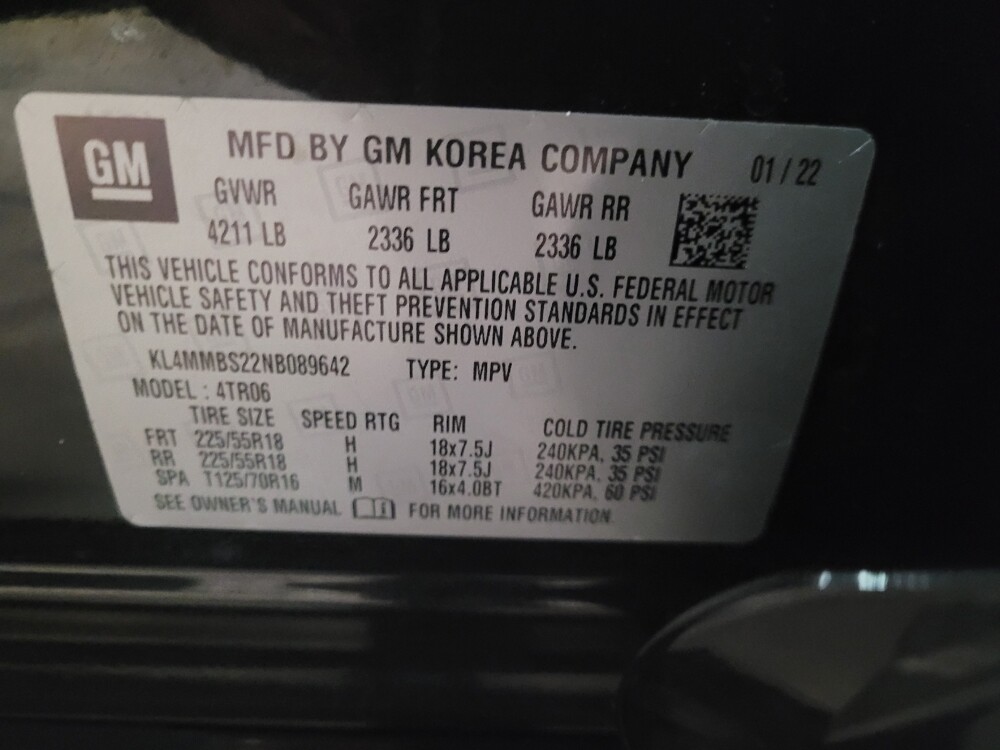 GM
MFD BY GM KOREA COMPANY 01 / 22
GVWR GAWR FRT GAWR RR
4211 LB 2336 LB 2336 LB
THIS VEHICLE CONFORMS TO ALL APPLICABLE U.S. FEDERAL MOTOR
VEHICLE SAFETY AND THEFT PREVENTION STANDARDS IN EFFECT
ON THE DATE OF MANUFACTURE SHOWN ABOVE.
KL4MMBS22NB089642 TYPE: MPV
MODEL : 4TR06
TIRE SIZE SPEED RTG RIM COLD TIRE PRESSURE
FRT 225/55R18 H 18x7.5J 240KPA, 35 PSI
RR 225/55R18 H 18x7.5J 240KPA, 35 PSI
SPA T125/70R16 M 16x4.0BT 420KPA, 60 PSI
SEE OWNER'S MANUAL i FOR MORE INFORMATION.